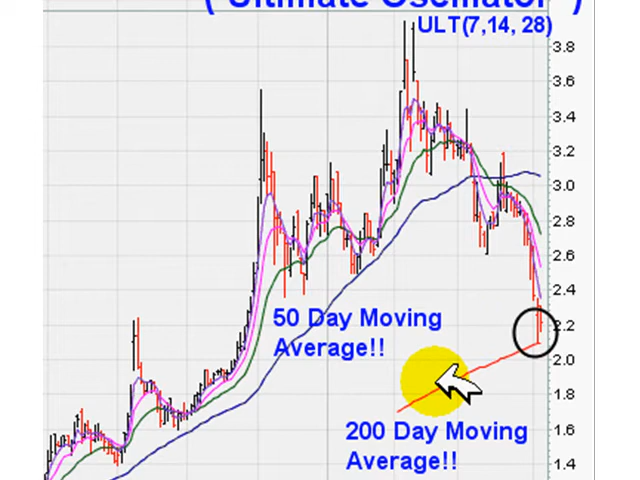 ( Ultimate Oscillator )
ULT(7,14, 28)
3.8
3.6
3.4
3.2
3.0
2.8
2.6
2.4
50 Day Moving
Average!!
2.2
2.0
1.8
200 Day Moving
Average!!
1.6
1.4